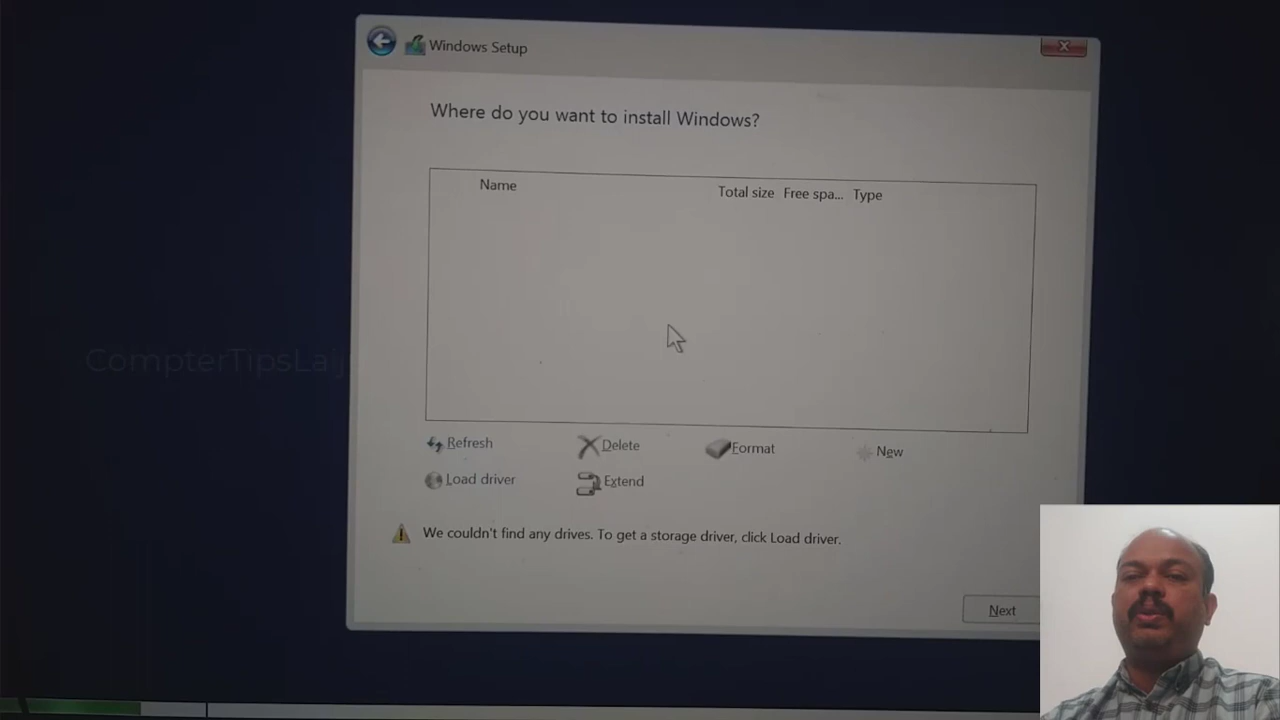 Windows Setup
Where do you want to install Windows?
Name Total size Free spa... Type
CompterTipsLaiju
Refresh Delete Format New
Load driver Extend
We couldn't find any drives. To get a storage driver, click Load driver.
Next